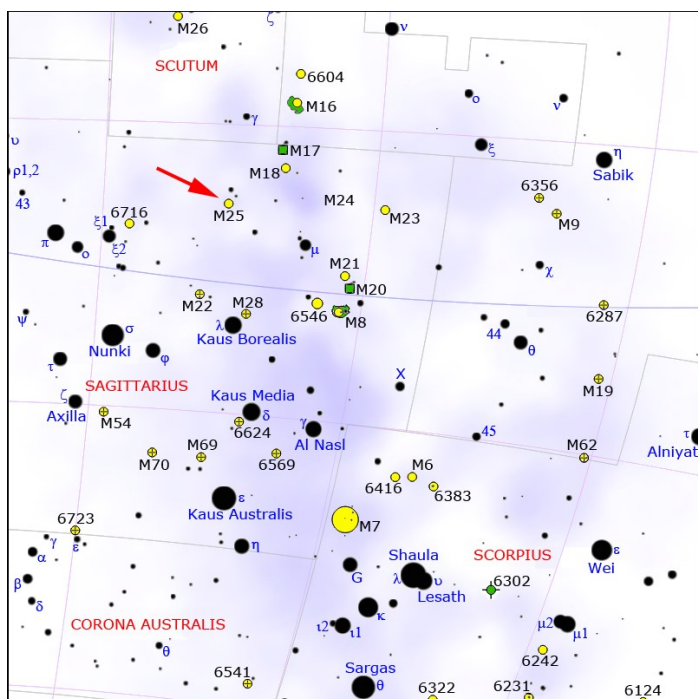 M26
ζ
ν
SCUTUM
6604
ο
ν
M16
γ
υ
M17
ξ
η
ρ1,2
M18
Sabik
43
M24
6356
M25
M23
M9
6716
ξ1
π
ο
ξ2
μ
χ
M21
M20
M22
M28
6546
M8
6287
ψ
λ
44
σ
Kaus Borealis
Nunki
φ
θ
τ
X
M19
SAGITTARIUS
ζ
Kaus Media
Axilla
δ
M54
6624
γ
τ
Al Nasl
45
Alniyat
M70
M69
6569
M62
6416
M6
6383
ε
Kaus Australis
M7
6723
γ
ε
α
η
Shaula
SCORPIUS
ε
G
Wei
β
λ
υ
6302
δ
Lesath
κ
CORONA AUSTRALIS
ι2
ι1
μ2
μ1
θ
6242
6541
Sargas
θ
6322
6231
6124